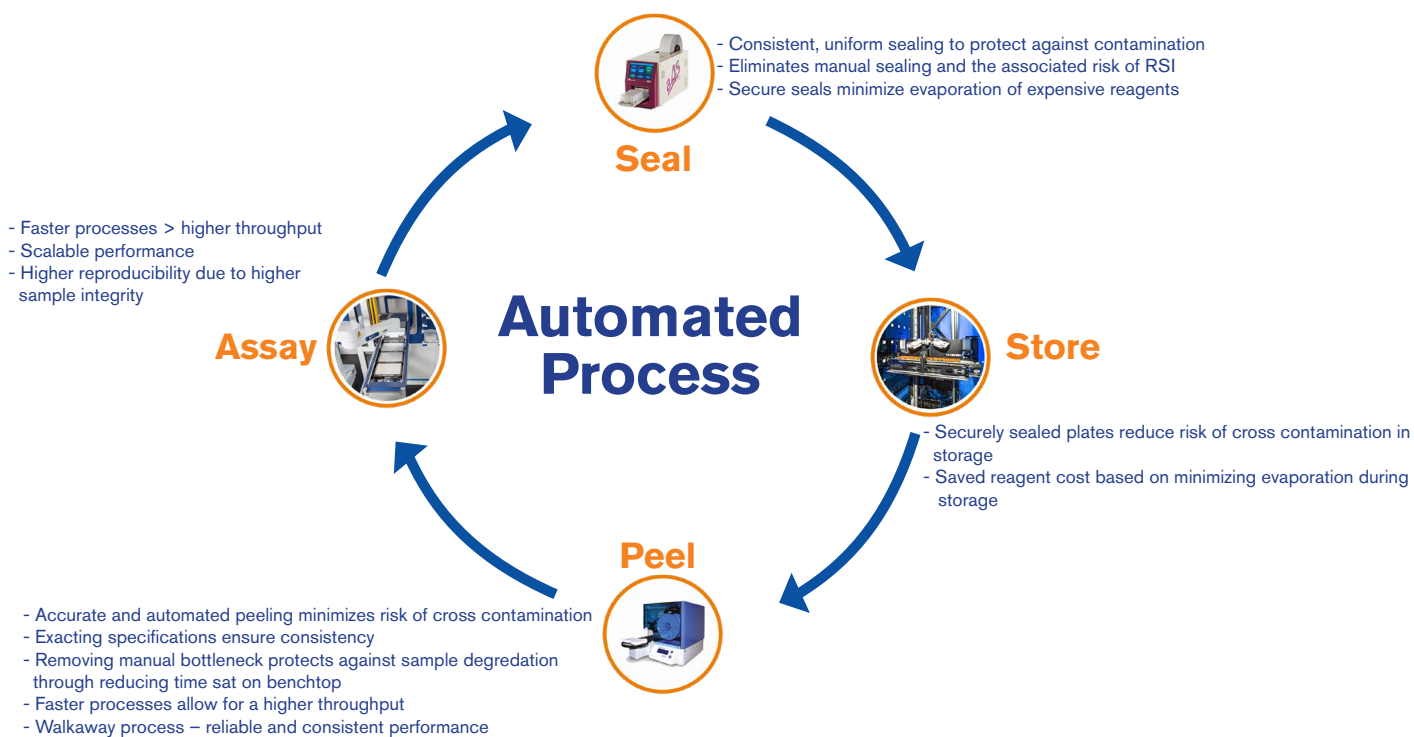 - Consistent, uniform sealing to protect against contamination
- Eliminates manual sealing and the associated risk of RSI
- Secure seals minimize evaporation of expensive reagents
Seal
- Faster processes > higher throughput
- Scalable performance
- Higher reproducibility due to higher
sample integrity
Assay
Automated
Process
Store
- Securely sealed plates reduce risk of cross contamination in
storage
- Saved reagent cost based on minimizing evaporation during
storage
Peel
- Accurate and automated peeling minimizes risk of cross contamination
- Exacting specifications ensure consistency
- Removing manual bottleneck protects against sample degredation
through reducing time sat on benchtop
- Faster processes allow for a higher throughput
- Walkaway process – reliable and consistent performance